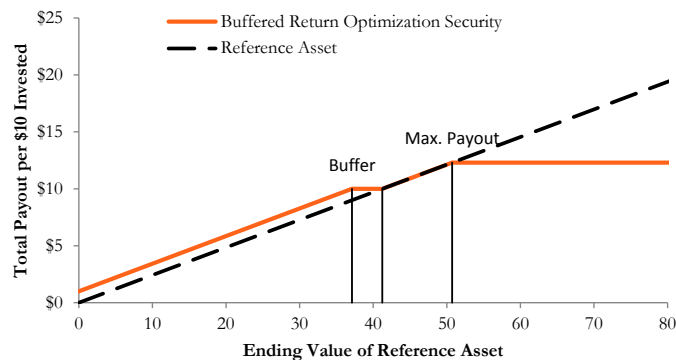 $25
$20
$15
$10
$5
$0
Total Payout per $10 Invested
Buffered Return Optimization Security
Reference Asset
Max. Payout
Buffer
0 10 20 30 40 50 60 70 80
Ending Value of Reference Asset